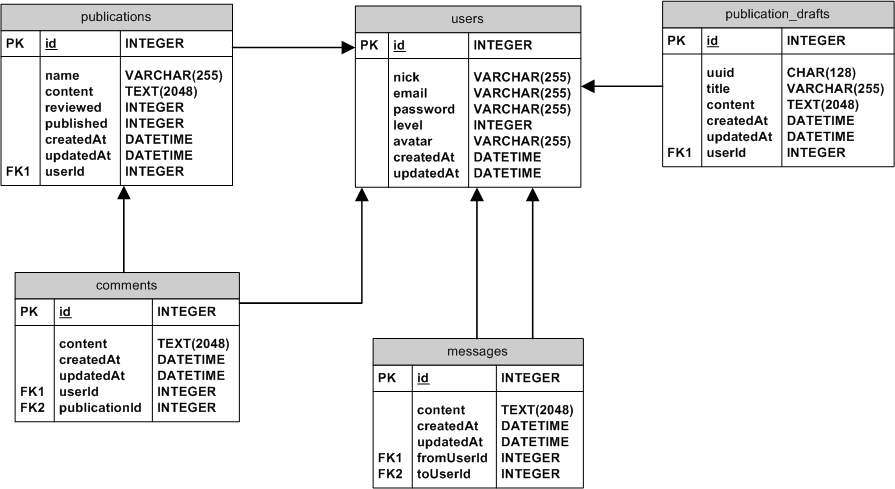 publications
PK id INTEGER
name VARCHAR(255)
content TEXT(2048)
reviewed INTEGER
published INTEGER
createdAt DATETIME
updatedAt DATETIME
FK1 userId INTEGER
users
PK id INTEGER
nick VARCHAR(255)
email VARCHAR(255)
password VARCHAR(255)
level INTEGER
avatar VARCHAR(255)
createdAt DATETIME
updatedAt DATETIME
publication_drafts
PK id INTEGER
uuid CHAR(128)
title VARCHAR(255)
content TEXT(2048)
createdAt DATETIME
updatedAt DATETIME
FK1 userId INTEGER
comments
PK id INTEGER
content TEXT(2048)
createdAt DATETIME
updatedAt DATETIME
FK1 userId INTEGER
FK2 publicationId INTEGER
messages
PK id INTEGER
content TEXT(2048)
createdAt DATETIME
updatedAt DATETIME
FK1 fromUserId INTEGER
FK2 toUserId INTEGER